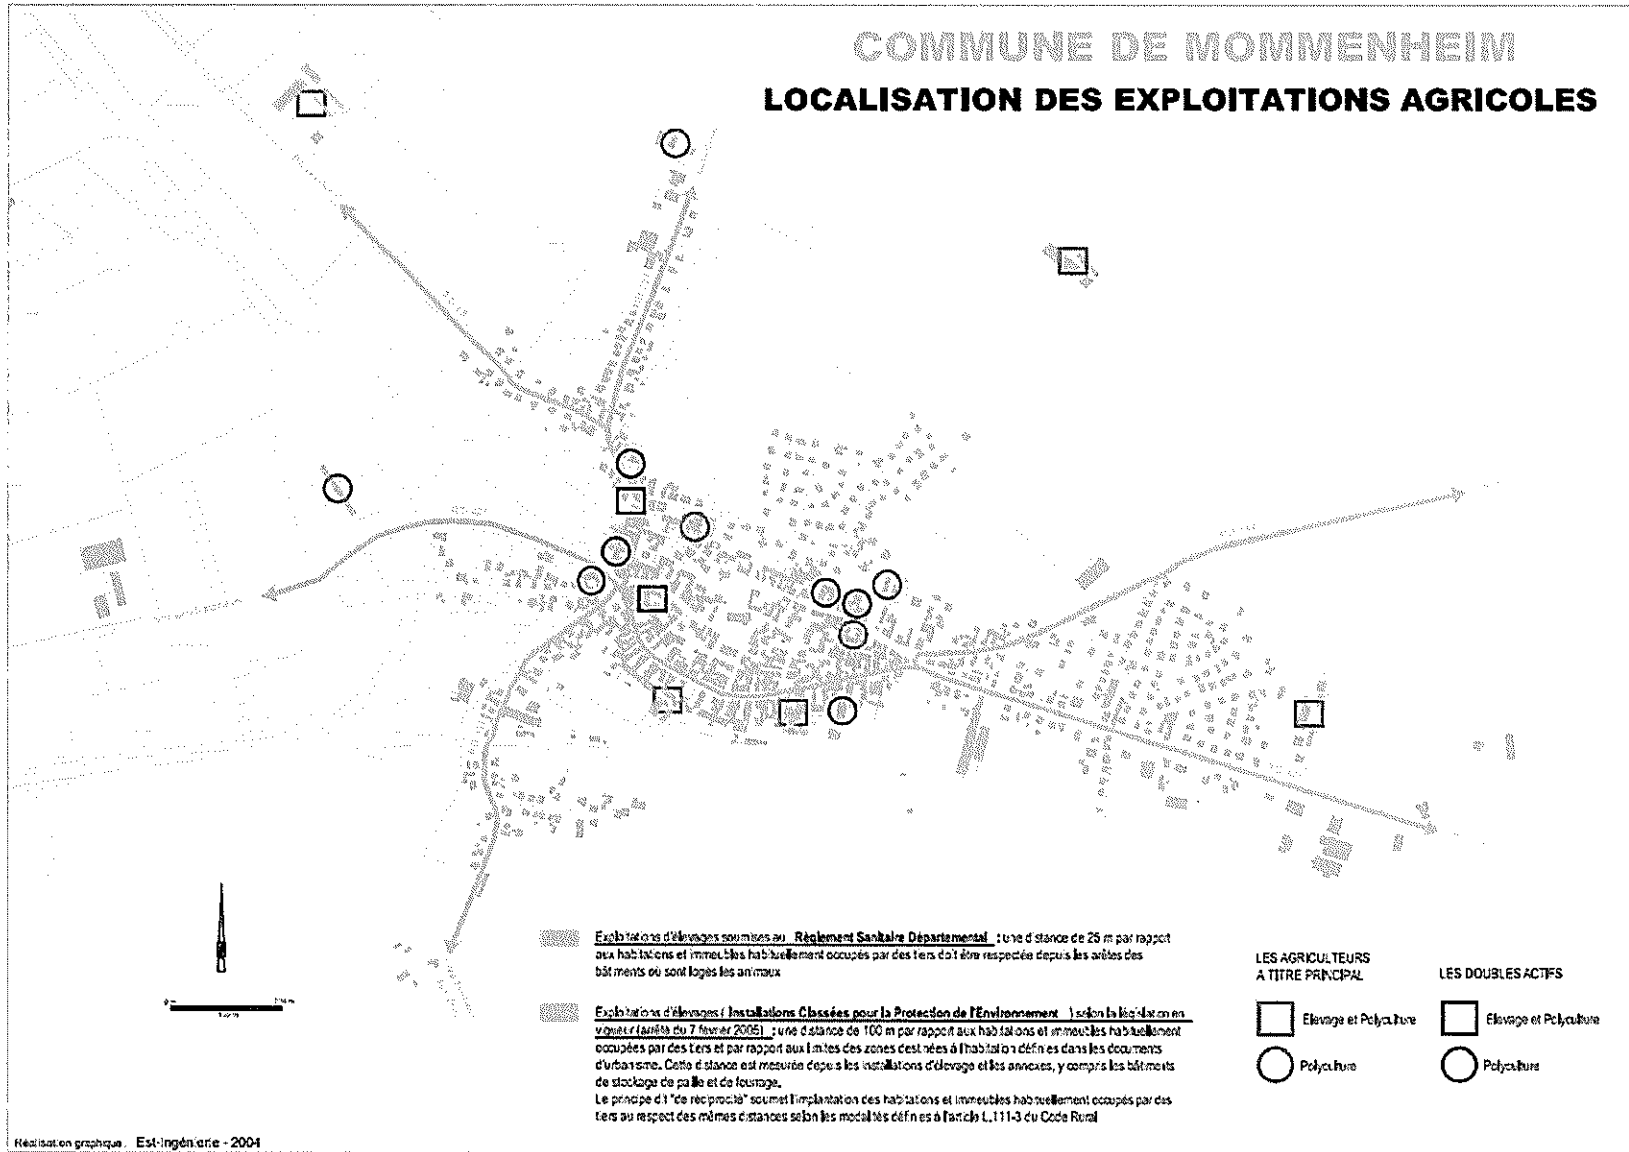 COMMUNE DE MOMMENHEIM
LOCALISATION DES EXPLOITATIONS AGRICOLES
Exploitations d'élevages soumises au Règlement Sanitaire Départemental : une distance de 25 m par rapport
aux habitations et immeubles habituellement occupés par des tiers doit être respectée depuis les arêtes des
bâtiments où sont logés les animaux
Exploitations d'élevages ( Installations Classées pour la Protection de l'Environnement ) selon la législation en
vigueur (arrêté du 7 février 2005) : une distance de 100 m par rapport aux habitations et immeubles habituellement
occupées par des tiers et par rapport aux limites des zones destinées à l'habitation définies dans les documents
d'urbanisme. Cette distance est mesurée depuis les installations d'élevage et les annexes, y compris les bâtiments
de stockage de paille et de fourrage.
Le principe dit "de réciprocité" soumet l'implantation des habitations et immeubles habituellement occupés par des
tiers au respect des mêmes distances selon les modalités définies à l'article L.111-3 du Code Rural
LES AGRICULTEURS
A TITRE PRINCIPAL
Elevage et Polyculture
Polyculture
LES DOUBLES ACTIFS
Elevage et Polyculture
Polyculture
Réalisation graphique : Est-Ingénierie - 2004